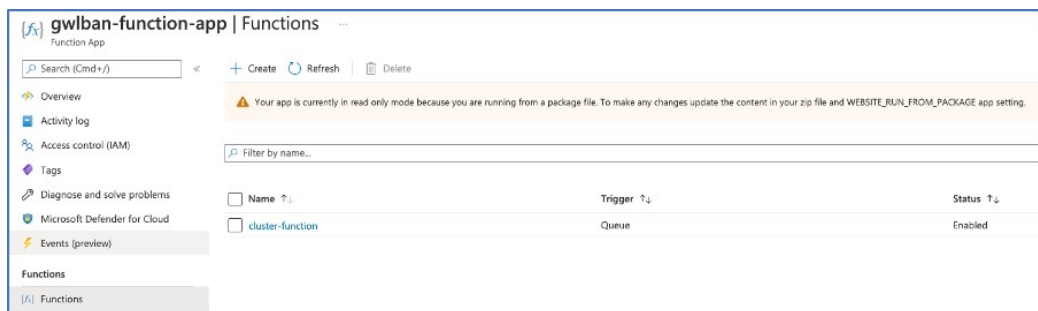 gwlban-function-app | Functions ...
Function App
Search (Cmd+/)
«
+ Create
Refresh
Delete
Overview
Activity log
Access control (IAM)
Tags
Diagnose and solve problems
Microsoft Defender for Cloud
Events (preview)
Functions
Functions
Your app is currently in read only mode because you are running from a package file. To make any changes update the content in your zip file and WEBSITE_RUN_FROM_PACKAGE app setting.
Filter by name...
Name ↑↓ Trigger ↑↓ Status ↑↓
cluster-function Queue Enabled